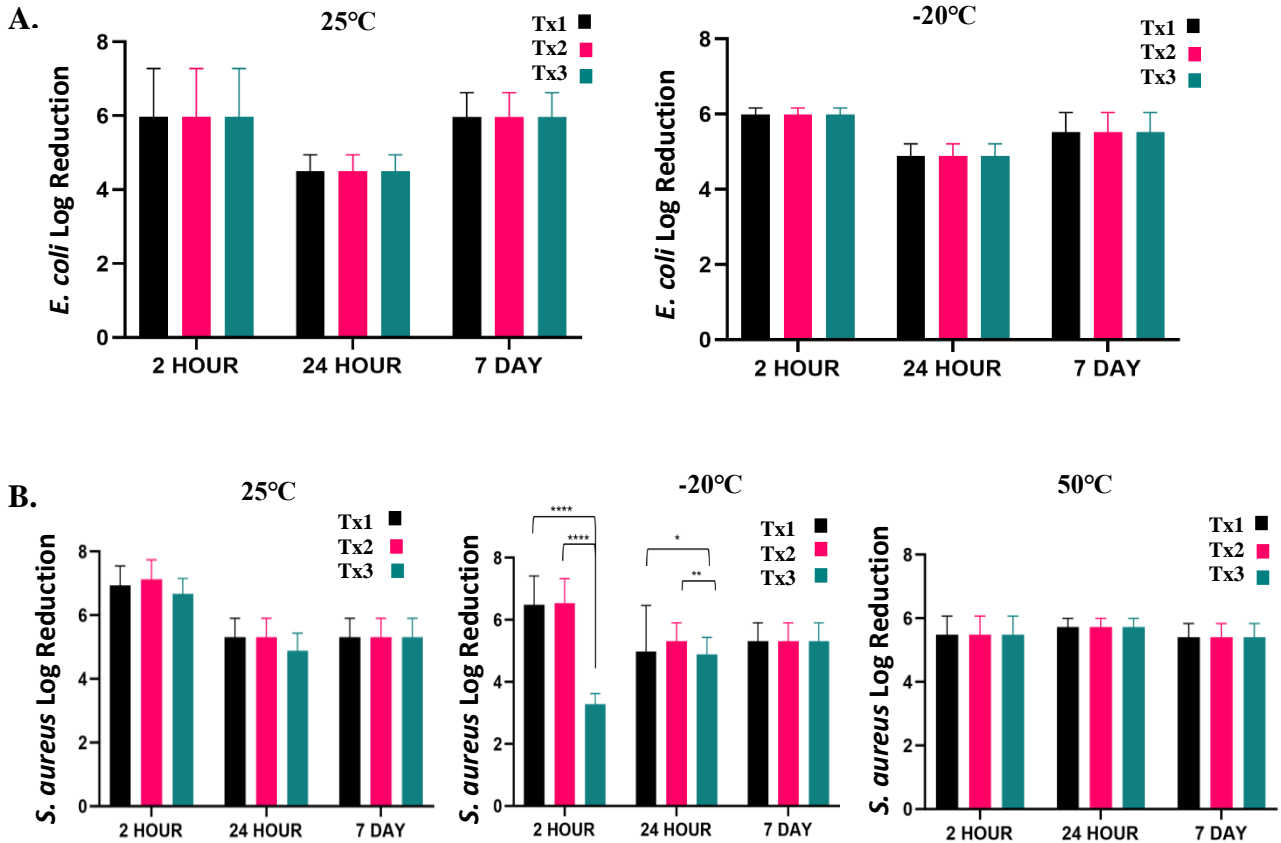 A.
25°C
Tx1
Tx2
Tx3
E. coli Log Reduction
8
6
4
2
0
2 HOUR
24 HOUR
7 DAY
-20°C
Tx1
Tx2
Tx3
E. coli Log Reduction
8
6
4
2
0
2 HOUR
24 HOUR
7 DAY
B.
25°C
Tx1
Tx2
Tx3
S. aureus Log Reduction
8
6
4
2
0
2 HOUR
24 HOUR
7 DAY
-20°C
Tx1
Tx2
Tx3
****
****
*
**
S. aureus Log Reduction
8
6
4
2
0
2 HOUR
24 HOUR
7 DAY
50°C
Tx1
Tx2
Tx3
S. aureus Log Reduction
8
6
4
2
0
2 HOUR
24 HOUR
7 DAY